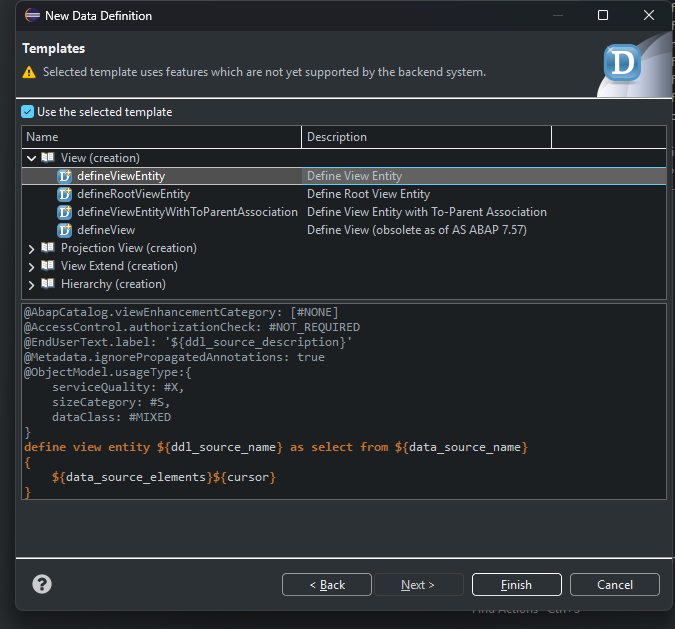 New Data Definition
Templates
Selected template uses features which are not yet supported by the backend system.
D
Use the selected template
Name Description
View (creation)
defineViewEntity Define View Entity
defineRootViewEntity Define Root View Entity
defineViewEntityWithToParentAssociation Define View Entity with To-Parent Association
defineView Define View (obsolete as of AS ABAP 7.57)
Projection View (creation)
View Extend (creation)
Hierarchy (creation)
@AbapCatalog.viewEnhancementCategory: [#NONE]
@AccessControl.authorizationCheck: #NOT_REQUIRED
@EndUserText.label: '${ddl_source_description}'
@Metadata.ignorePropagatedAnnotations: true
@ObjectModel.usageType:{
    serviceQuality: #X,
    sizeCategory: #S,
    dataClass: #MIXED
}
define view entity ${ddl_source_name} as select from ${data_source_name}
{
    ${data_source_elements}${cursor}
}
? < Back Next > Finish Cancel